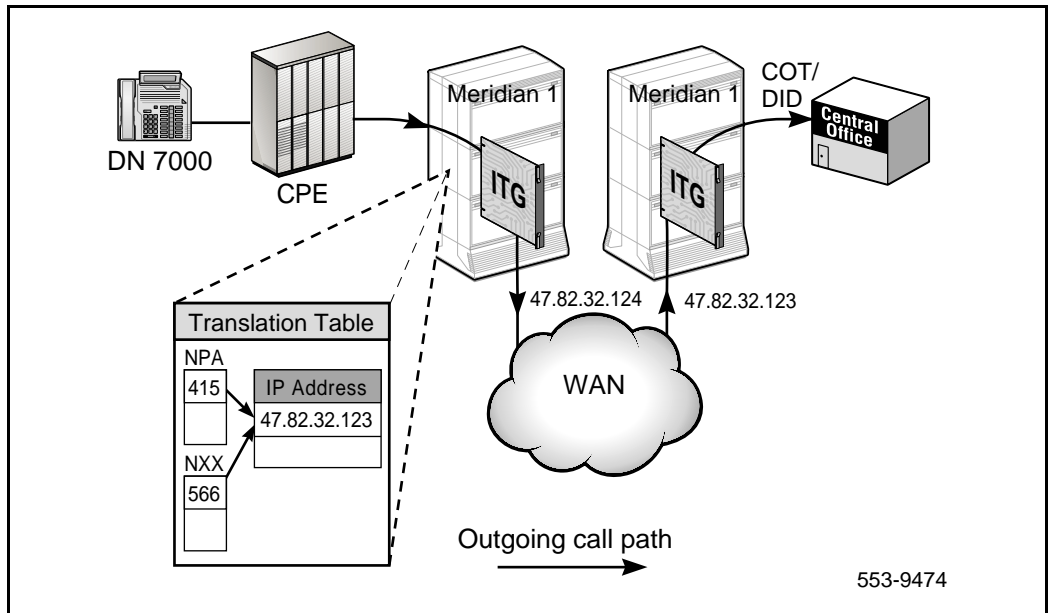 DN 7000
CPE
Meridian 1
ITG
Meridian 1
ITG
COT/
DID
Central
Office
47.82.32.124
47.82.32.123
WAN
Translation Table
NPA
415
IP Address
47.82.32.123
NXX
566
Outgoing call path
553-9474